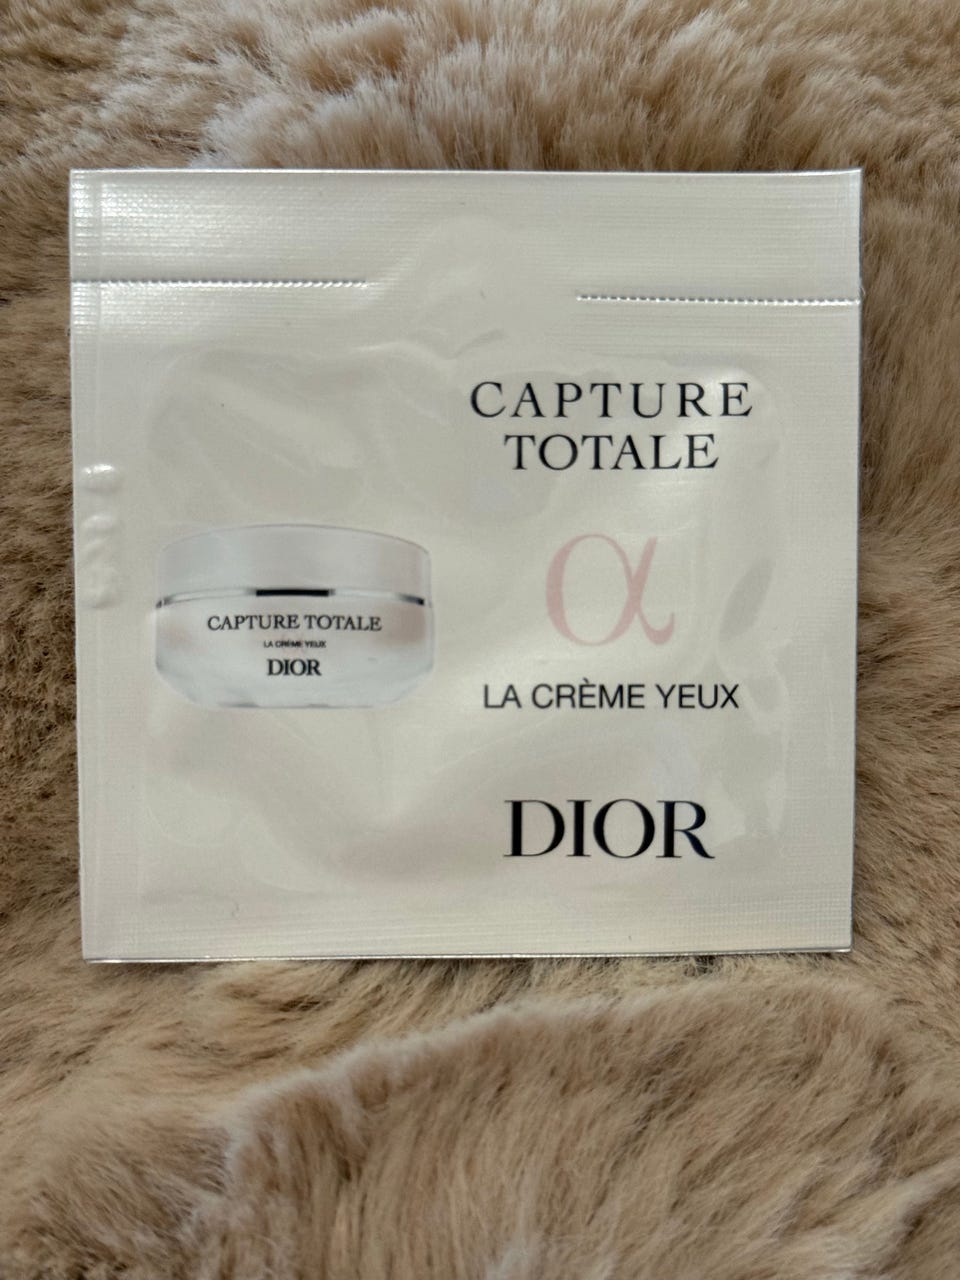 CAPTURE
TOTALE
α
LA CRÈME YEUX
DIOR
CAPTURE TOTALE
LA CRÈME YEUX
DIOR